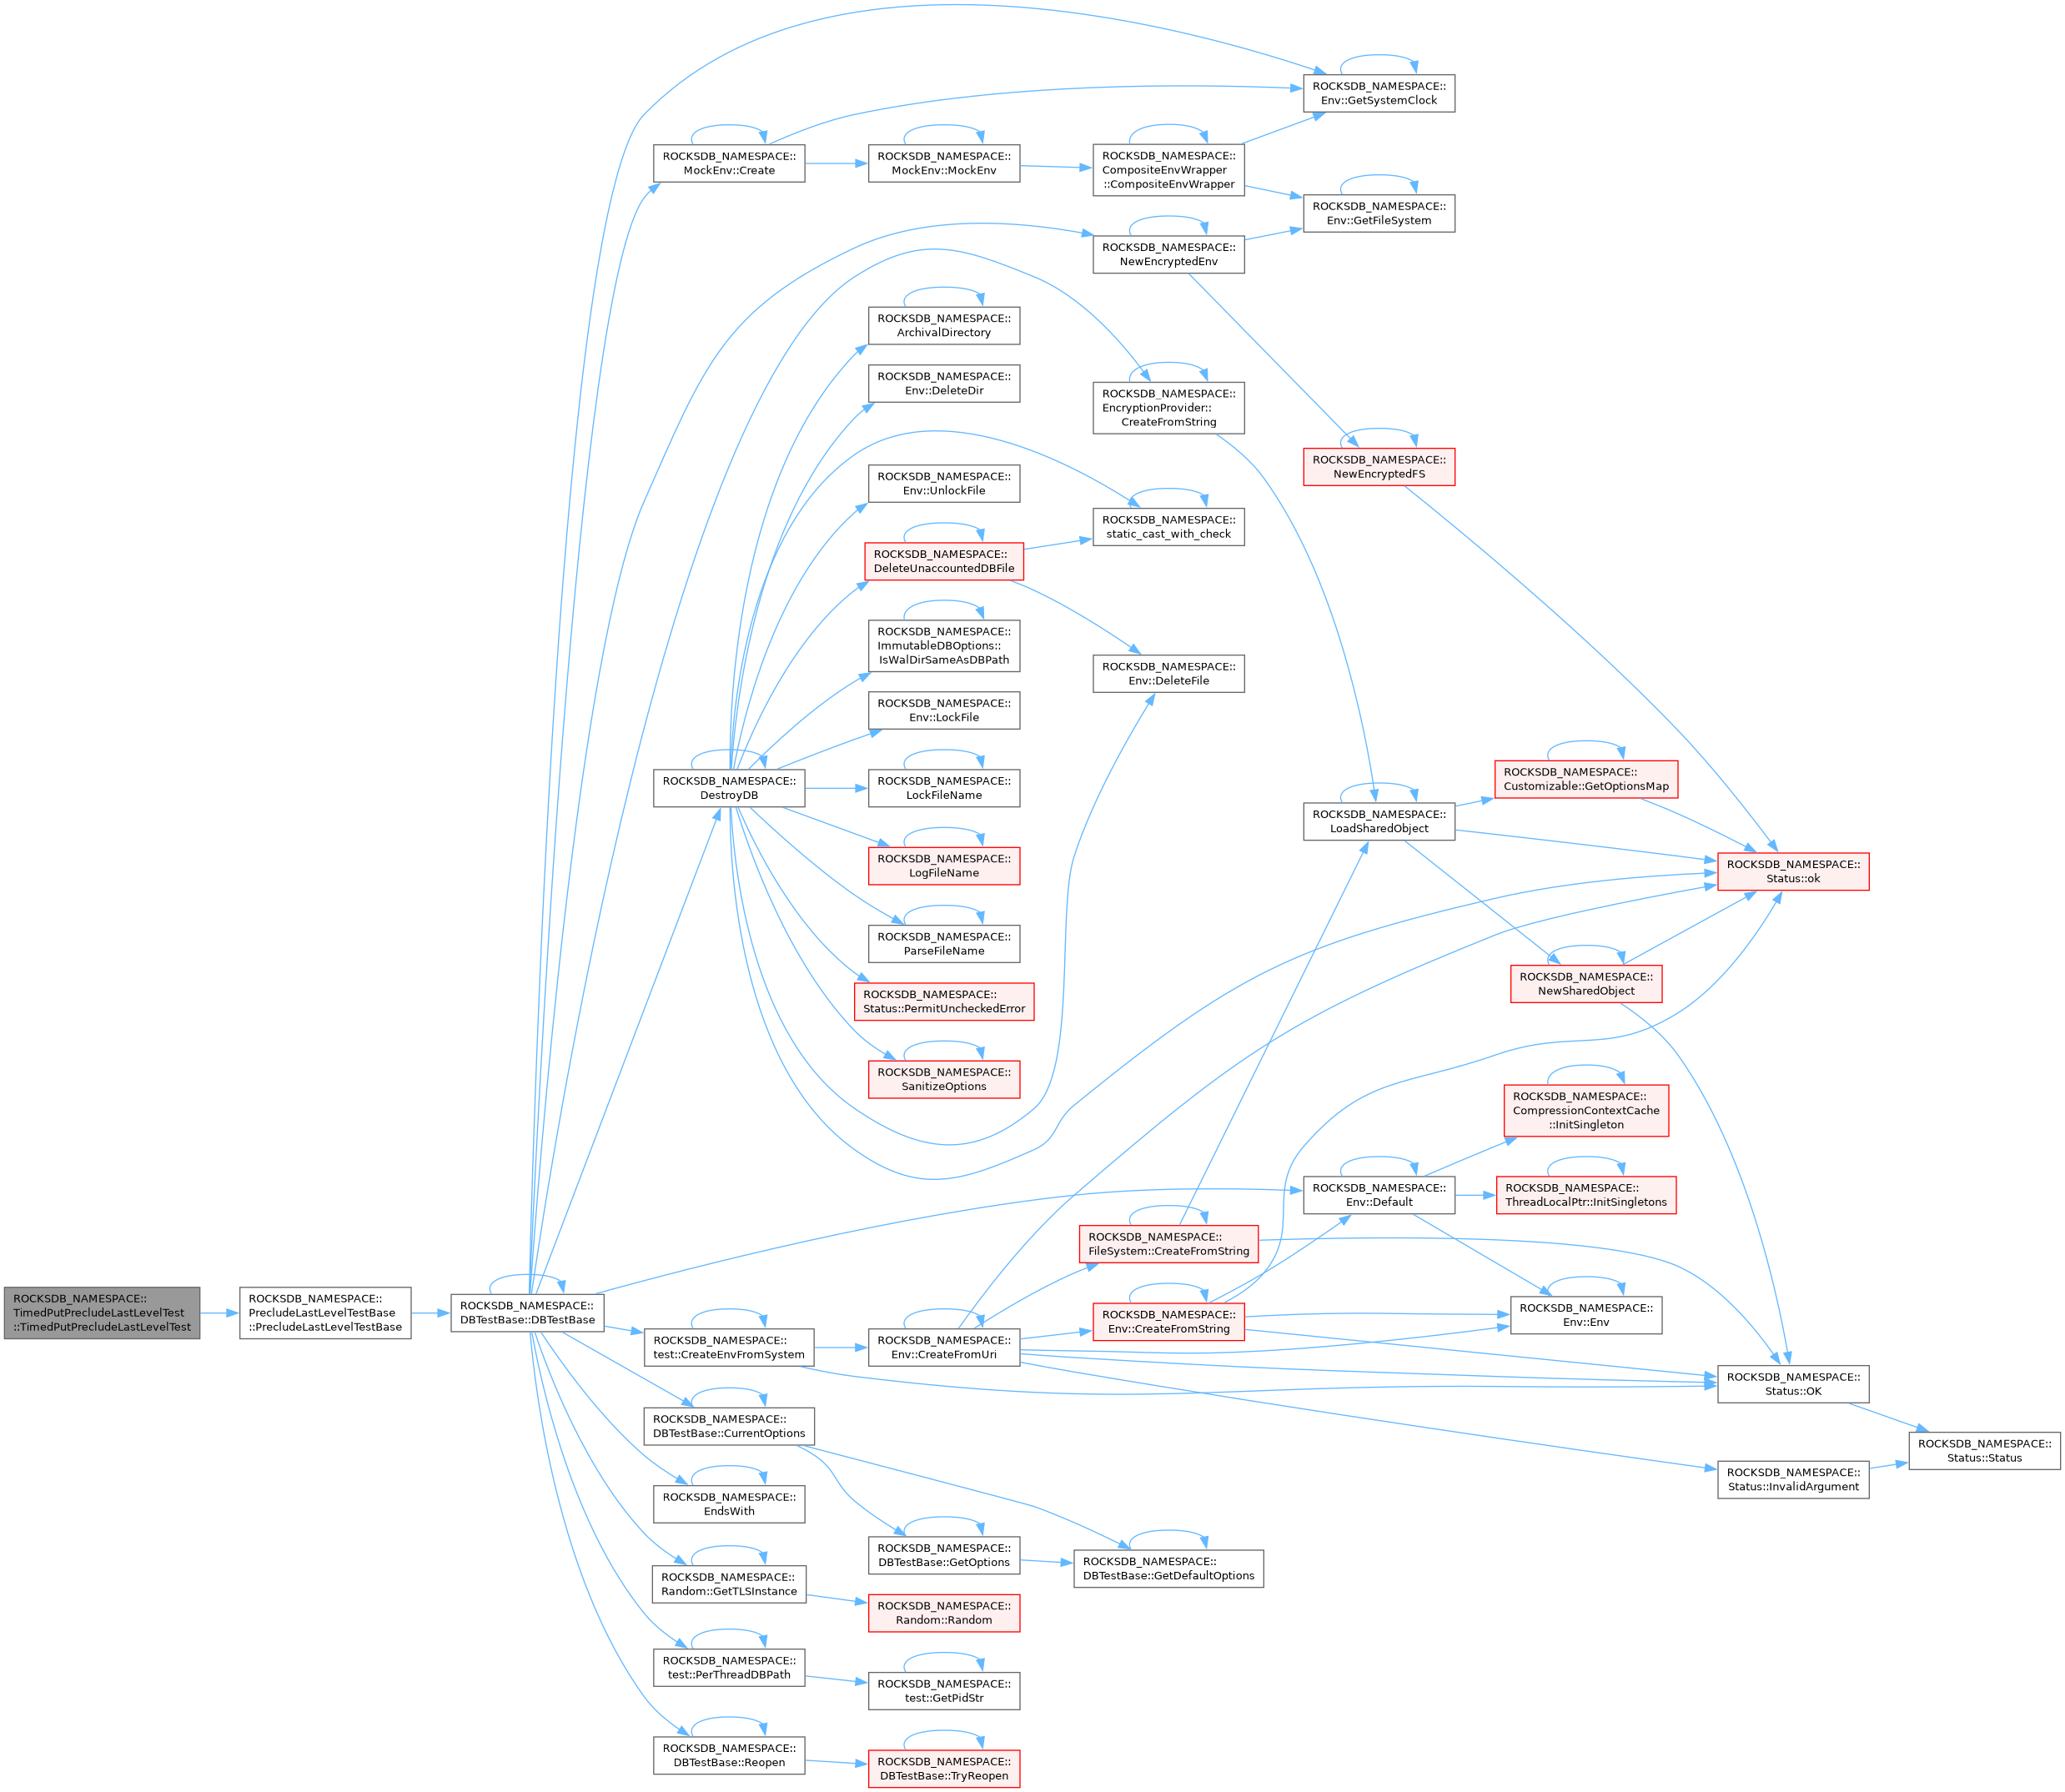 ROCKSDB_NAMESPACE::
TimedPutPrecludeLastLevelTest
::TimedPutPrecludeLastLevelTest
ROCKSDB_NAMESPACE::
PrecludeLastLevelTestBase
::PrecludeLastLevelTestBase
ROCKSDB_NAMESPACE::
DBTestBase::DBTestBase
ROCKSDB_NAMESPACE::
MockEnv::Create
ROCKSDB_NAMESPACE::
DestroyDB
ROCKSDB_NAMESPACE::
test::CreateEnvFromSystem
ROCKSDB_NAMESPACE::
DBTestBase::CurrentOptions
ROCKSDB_NAMESPACE::
EndsWith
ROCKSDB_NAMESPACE::
Random::GetTLSInstance
ROCKSDB_NAMESPACE::
test::PerThreadDBPath
ROCKSDB_NAMESPACE::
DBTestBase::Reopen
ROCKSDB_NAMESPACE::
MockEnv::MockEnv
ROCKSDB_NAMESPACE::
ArchivalDirectory
ROCKSDB_NAMESPACE::
Env::DeleteDir
ROCKSDB_NAMESPACE::
Env::UnlockFile
ROCKSDB_NAMESPACE::
DeleteUnaccountedDBFile
ROCKSDB_NAMESPACE::
ImmutableDBOptions::
IsWalDirSameAsDBPath
ROCKSDB_NAMESPACE::
Env::LockFile
ROCKSDB_NAMESPACE::
LockFileName
ROCKSDB_NAMESPACE::
LogFileName
ROCKSDB_NAMESPACE::
ParseFileName
ROCKSDB_NAMESPACE::
Status::PermitUncheckedError
ROCKSDB_NAMESPACE::
SanitizeOptions
ROCKSDB_NAMESPACE::
Env::CreateFromUri
ROCKSDB_NAMESPACE::
DBTestBase::GetOptions
ROCKSDB_NAMESPACE::
Random::Random
ROCKSDB_NAMESPACE::
test::GetPidStr
ROCKSDB_NAMESPACE::
DBTestBase::TryReopen
ROCKSDB_NAMESPACE::
CompositeEnvWrapper
::CompositeEnvWrapper
ROCKSDB_NAMESPACE::
NewEncryptedEnv
ROCKSDB_NAMESPACE::
EncryptionProvider::
CreateFromString
ROCKSDB_NAMESPACE::
static_cast_with_check
ROCKSDB_NAMESPACE::
Env::DeleteFile
ROCKSDB_NAMESPACE::
FileSystem::CreateFromString
ROCKSDB_NAMESPACE::
Env::CreateFromString
ROCKSDB_NAMESPACE::
DBTestBase::GetDefaultOptions
ROCKSDB_NAMESPACE::
Env::GetSystemClock
ROCKSDB_NAMESPACE::
Env::GetFileSystem
ROCKSDB_NAMESPACE::
NewEncryptedFS
ROCKSDB_NAMESPACE::
LoadSharedObject
ROCKSDB_NAMESPACE::
Env::Default
ROCKSDB_NAMESPACE::
Customizable::GetOptionsMap
ROCKSDB_NAMESPACE::
NewSharedObject
ROCKSDB_NAMESPACE::
CompressionContextCache
::InitSingleton
ROCKSDB_NAMESPACE::
ThreadLocalPtr::InitSingletons
ROCKSDB_NAMESPACE::
Env::Env
ROCKSDB_NAMESPACE::
Status::ok
ROCKSDB_NAMESPACE::
Status::OK
ROCKSDB_NAMESPACE::
Status::InvalidArgument
ROCKSDB_NAMESPACE::
Status::Status